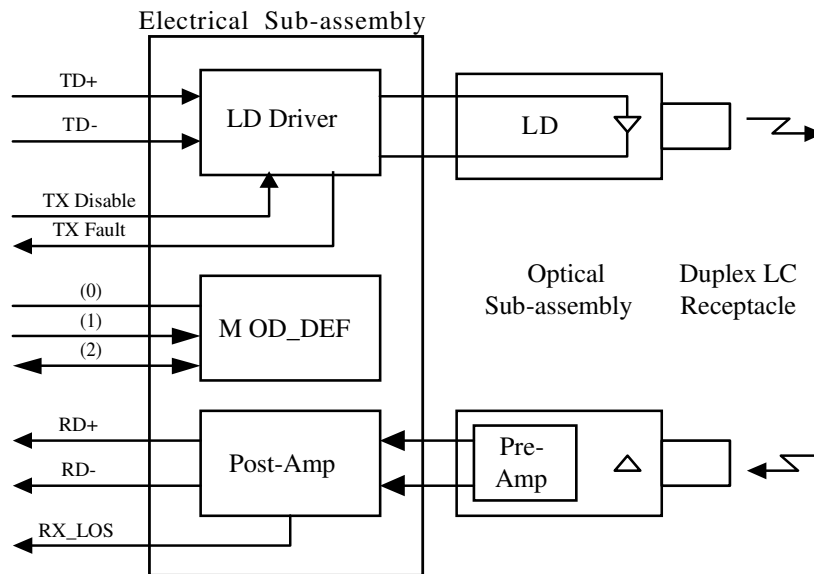 Electrical Sub-assembly
TD+
LD Driver
LD
TD-
TX Disable
TX Fault
Optical
Sub-assembly
Duplex LC
Receptacle
(0)
(1)
M OD_DEF
(2)
RD+
Post-Amp
Pre-
Amp
RD-
RX_LOS